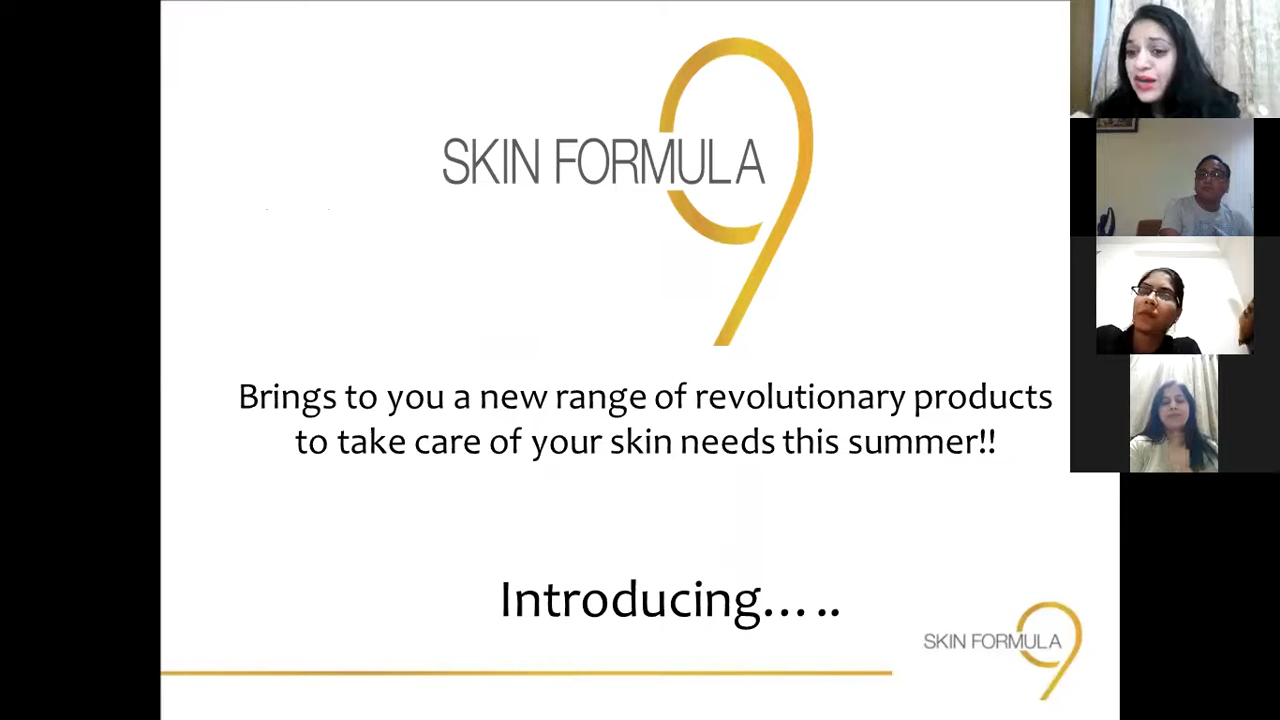 SKIN FORMULA 9
Brings to you a new range of revolutionary products
to take care of your skin needs this summer!!
Introducing.....
SKIN FORMULA 9